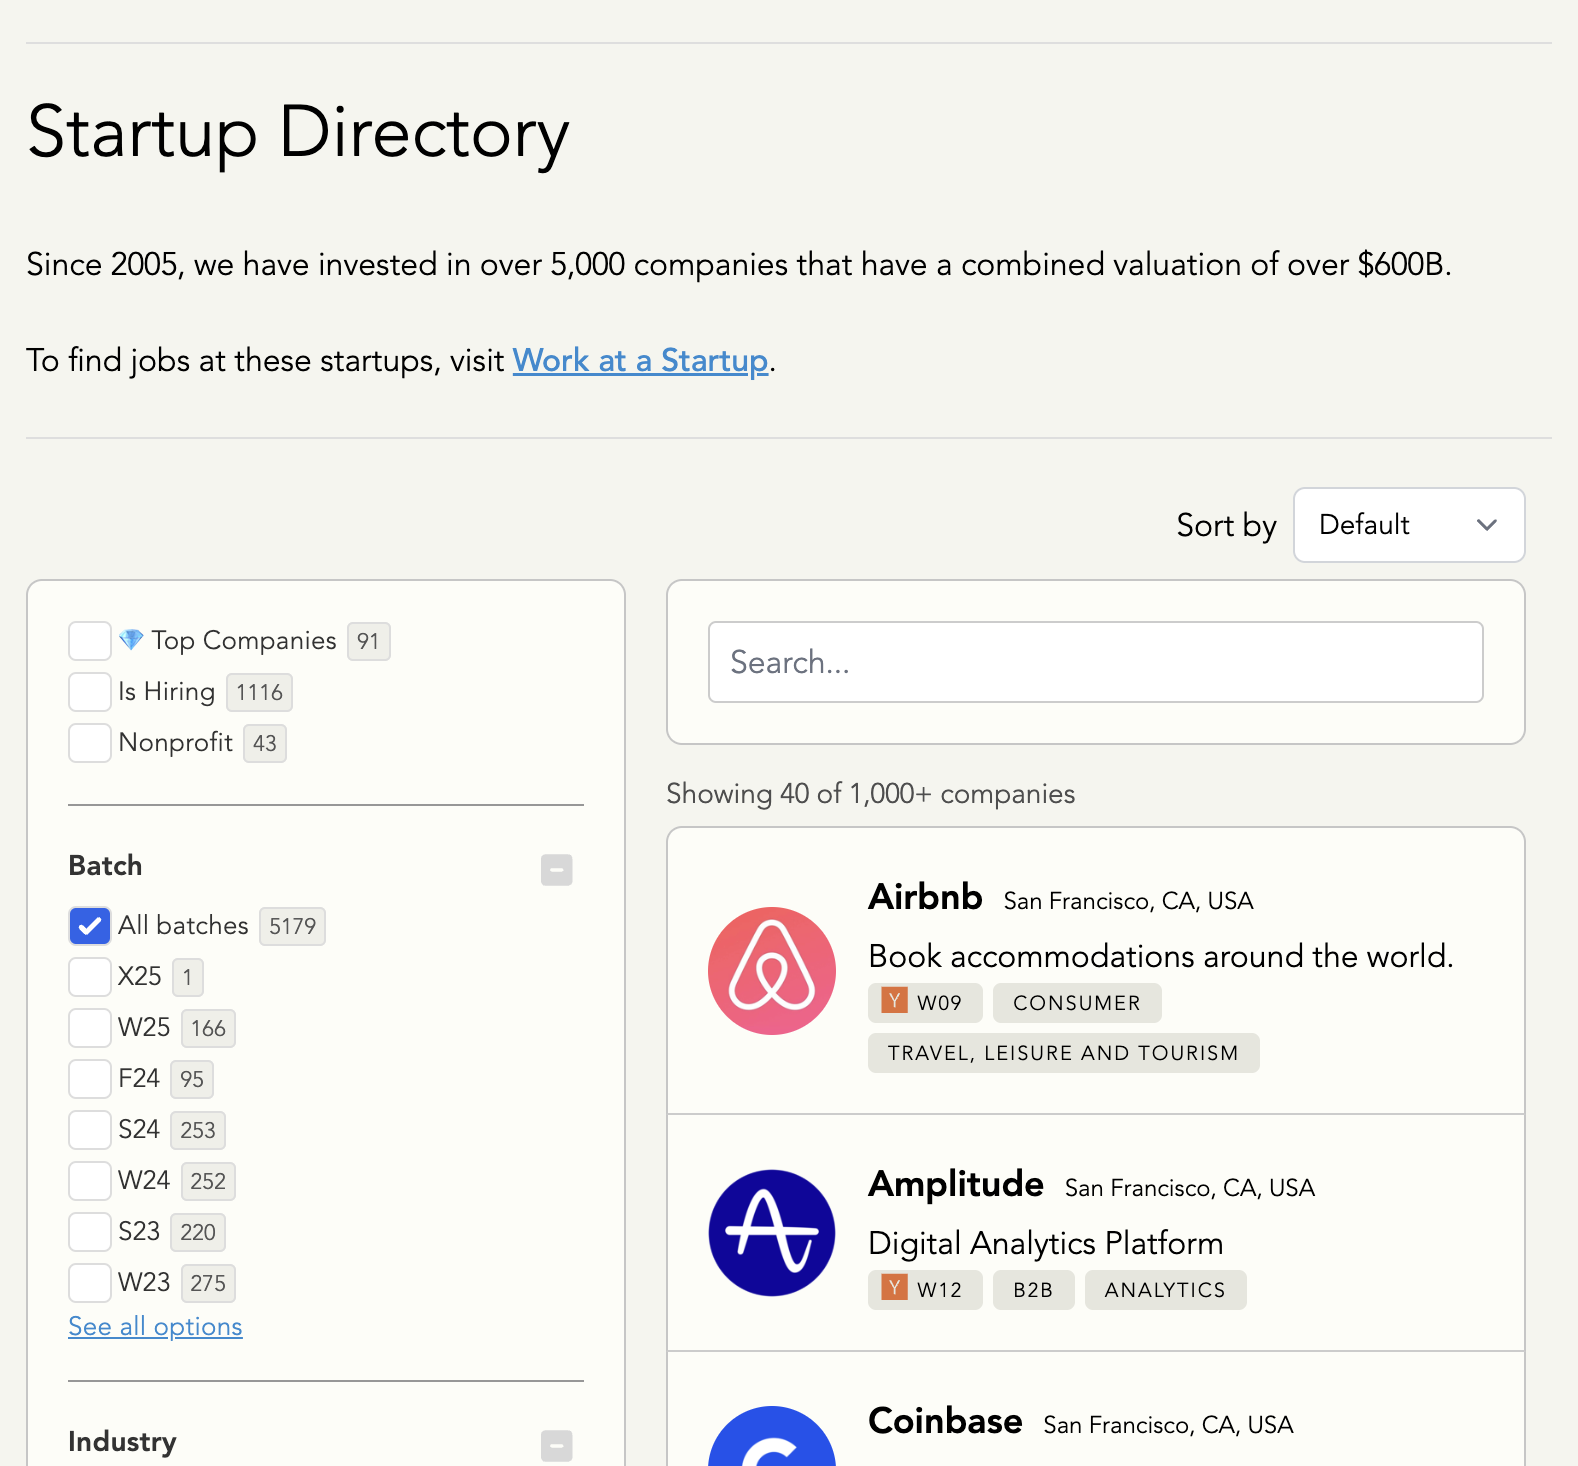 Startup Directory
Since 2005, we have invested in over 5,000 companies that have a combined valuation of over $600B.
To find jobs at these startups, visit Work at a Startup.
Sort by Default
💎 Top Companies 91
Is Hiring 1116
Nonprofit 43
Batch
All batches 5179
X25 1
W25 166
F24 95
S24 253
W24 252
S23 220
W23 275
See all options
Industry
Search...
Showing 40 of 1,000+ companies
Airbnb San Francisco, CA, USA
Book accommodations around the world.
Y W09 CONSUMER
TRAVEL, LEISURE AND TOURISM
Amplitude San Francisco, CA, USA
Digital Analytics Platform
Y W12 B2B ANALYTICS
Coinbase San Francisco, CA, USA